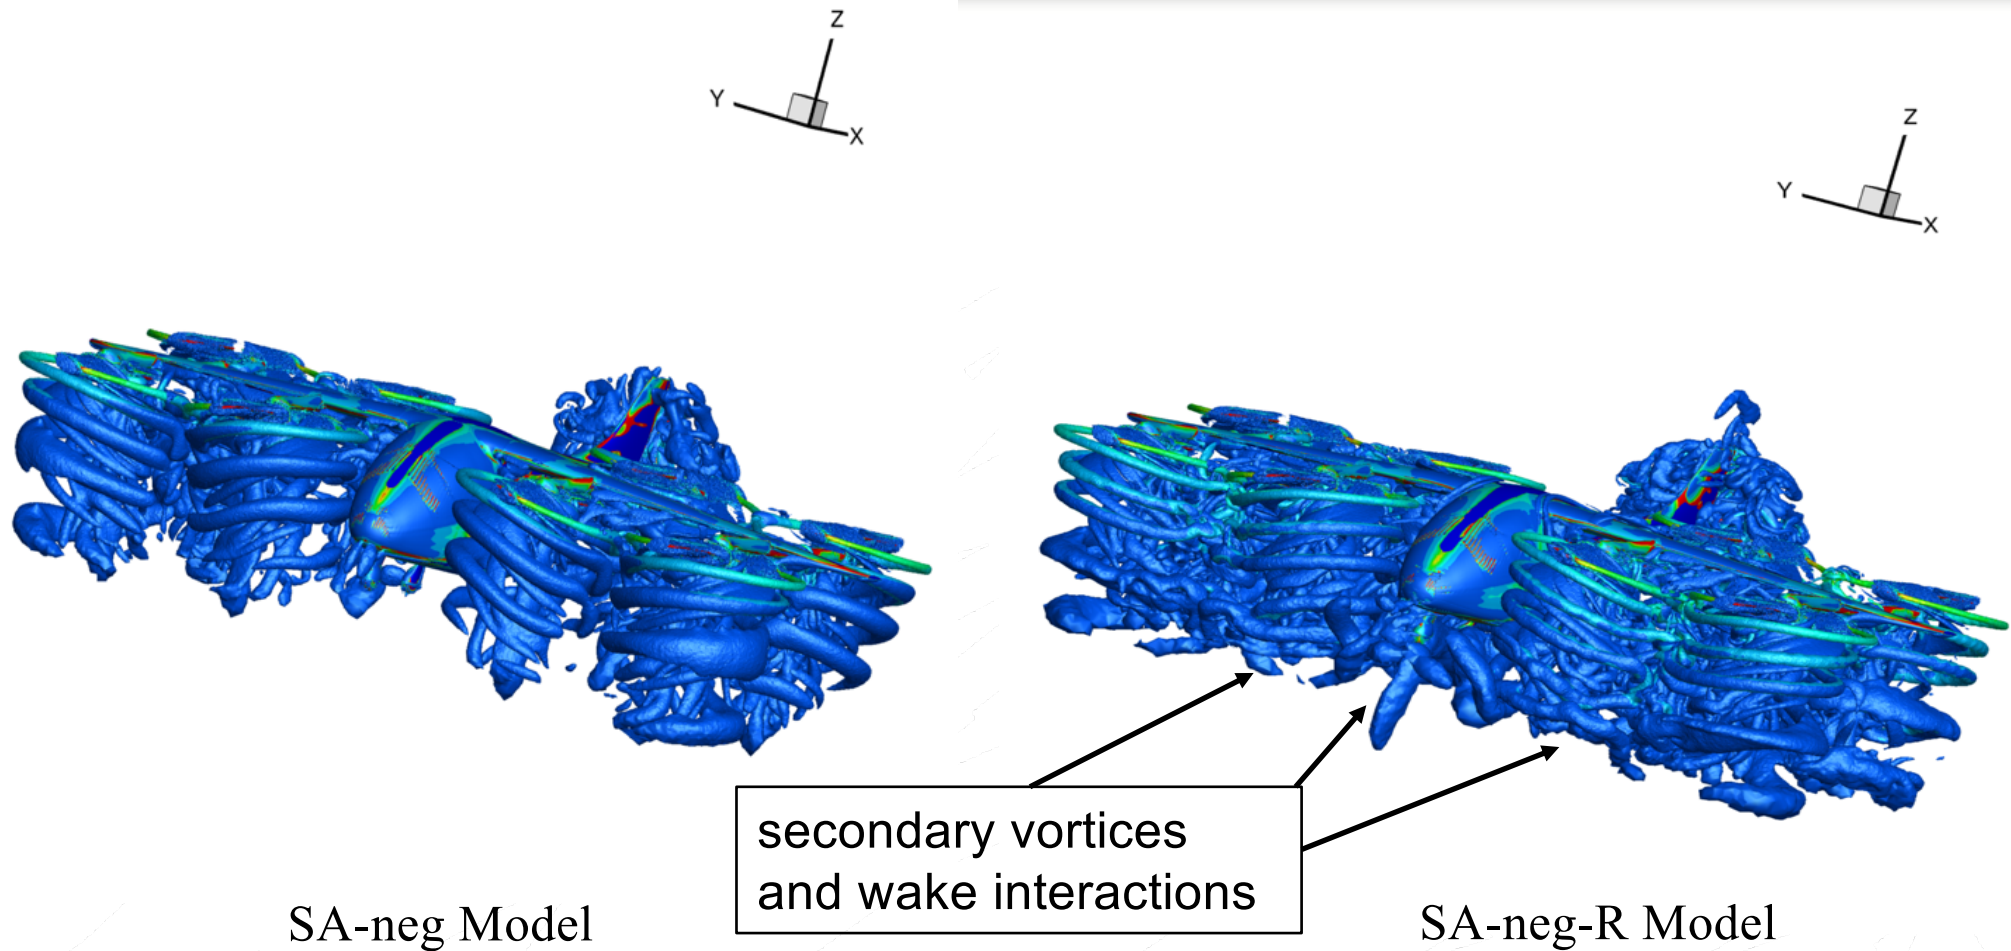 Z
Y
X
Z
Y
X
secondary vortices
and wake interactions
SA-neg Model
SA-neg-R Model